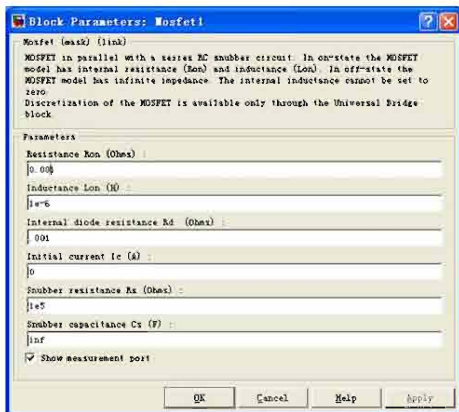 Block Parameters: Mosfet1
Mosfet (mask) (link)
MOSFET in parallel with a series RC snubber circuit. In on-state the MOSFET
model has internal resistance (Ron) and inductance (Lon). In off-state the
MOSFET model has infinite impedance. The internal inductance cannot be set to
zero.
Discretization of the MOSFET is available only through the Universal Bridge
block.
Parameters
Resistance Ron (Ohms) :
Inductance Lon (H) :
1e-6
Internal diode resistance Rd (Ohms) :
.001
Initial current Ic (A) :
0
Snubber resistance Rs (Ohms) :
1e5
Snubber capacitance Cs (F) :
inf
Show measurement port
OK
Cancel
Help
Apply